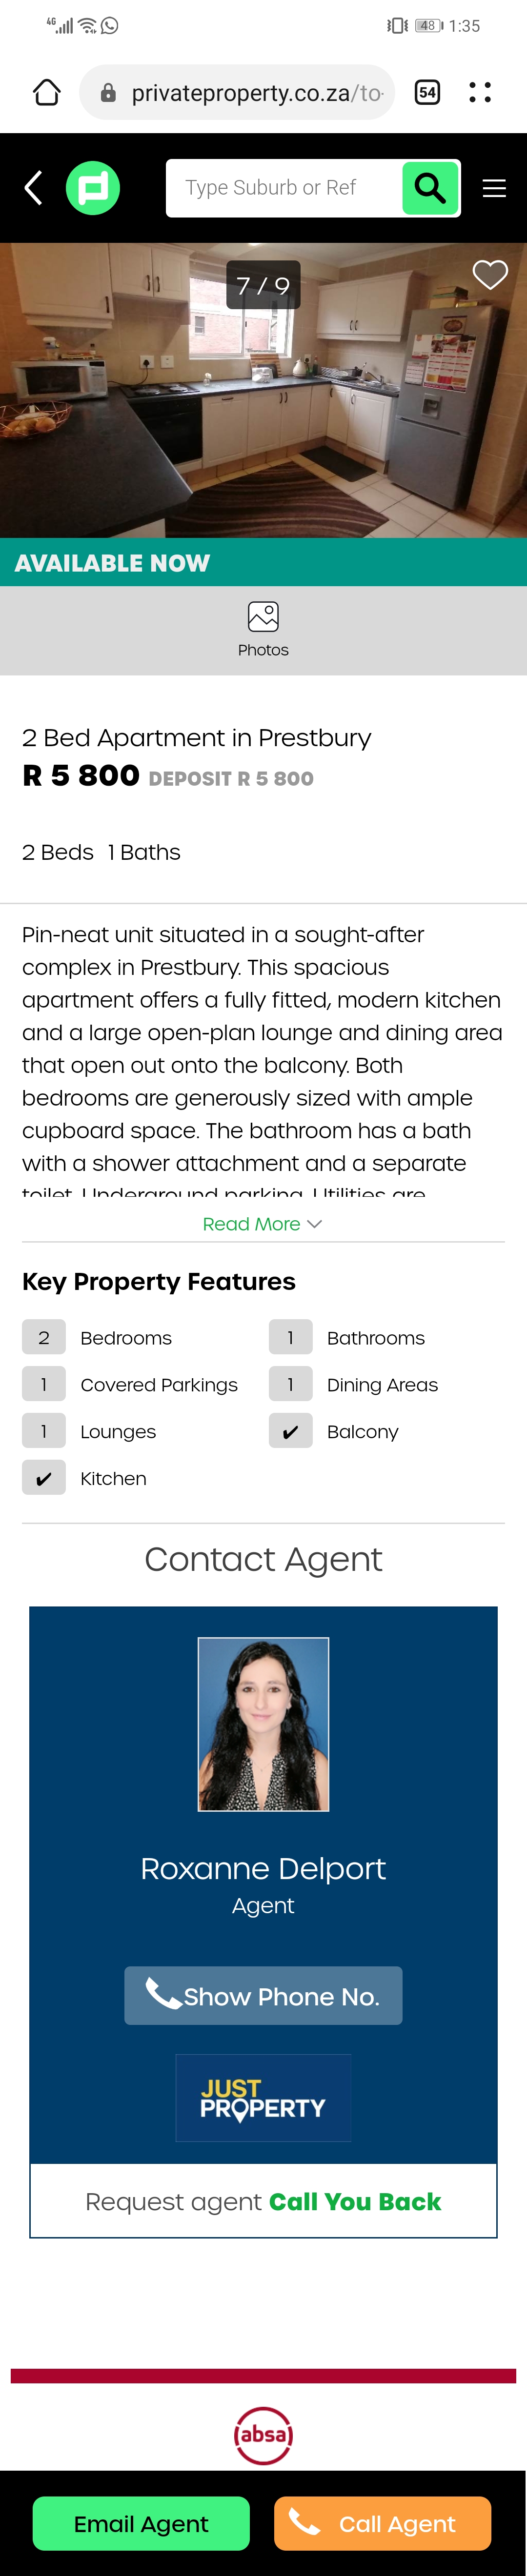 4G 48 1:35
privateproperty.co.za/to
54
Type Suburb or Ref
7 / 9
AVAILABLE NOW
Photos
2 Bed Apartment in Prestbury
R 5 800 DEPOSIT R 5 800
2 Beds 1 Baths
Pin-neat unit situated in a sought-after
complex in Prestbury. This spacious
apartment offers a fully fitted, modern kitchen
and a large open-plan lounge and dining area
that open out onto the balcony. Both
bedrooms are generously sized with ample
cupboard space. The bathroom has a bath
with a shower attachment and a separate
toilet. Underground parking. Utilities are
Read More
Key Property Features
2 Bedrooms 1 Bathrooms
1 Covered Parkings 1 Dining Areas
1 Lounges ✔ Balcony
✔ Kitchen
Contact Agent
Roxanne Delport
Agent
Show Phone No.
JUST
PROPERTY
Request agent Call You Back
absa
Email Agent Call Agent